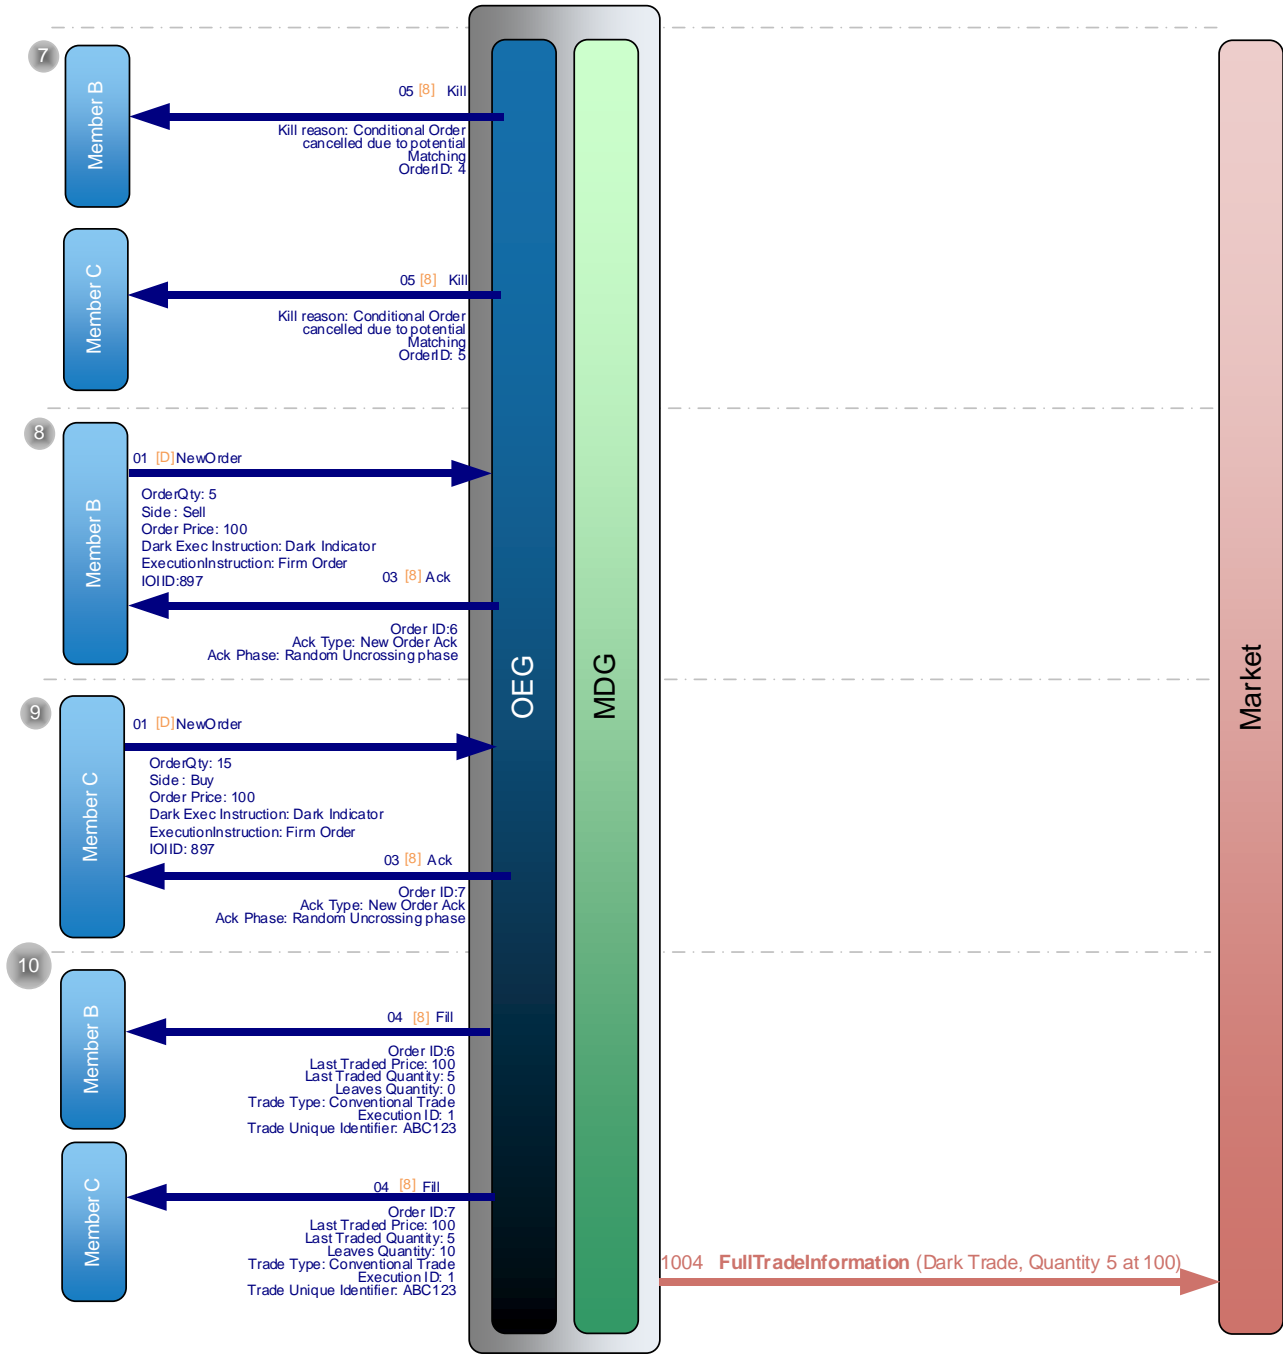 7
Member B
05 [8] Kill
Kill reason: Conditional Order
cancelled due to potential
Matching
OrderID: 4
Member C
05 [8] Kill
Kill reason: Conditional Order
cancelled due to potential
Matching
OrderID: 5
8
Member B
01 [D] NewOrder
OrderQty: 5
Side : Sell
Order Price: 100
Dark Exec Instruction: Dark Indicator
ExecutionInstruction: Firm Order
IOIID:897
03 [8] Ack
Order ID:6
Ack Type: New Order Ack
Ack Phase: Random Uncrossing phase
OEG
MDG
Market
9
Member C
01 [D] NewOrder
OrderQty: 15
Side : Buy
Order Price: 100
Dark Exec Instruction: Dark Indicator
ExecutionInstruction: Firm Order
IOIID: 897
03 [8] Ack
Order ID:7
Ack Type: New Order Ack
Ack Phase: Random Uncrossing phase
10
Member B
04 [8] Fill
Order ID:6
Last Traded Price: 100
Last Traded Quantity: 5
Leaves Quantity: 0
Trade Type: Conventional Trade
Execution ID: 1
Trade Unique Identifier: ABC123
Member C
04 [8] Fill
Order ID:7
Last Traded Price: 100
Last Traded Quantity: 5
Leaves Quantity: 10
Trade Type: Conventional Trade
Execution ID: 1
Trade Unique Identifier: ABC123
1004 FullTradeInformation (Dark Trade, Quantity 5 at 100)